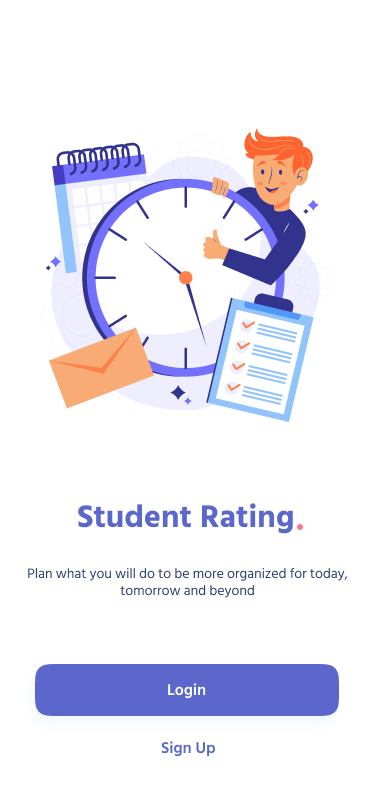 Student Rating.
Plan what you will do to be more organized for today,
tomorrow and beyond
Login
Sign Up